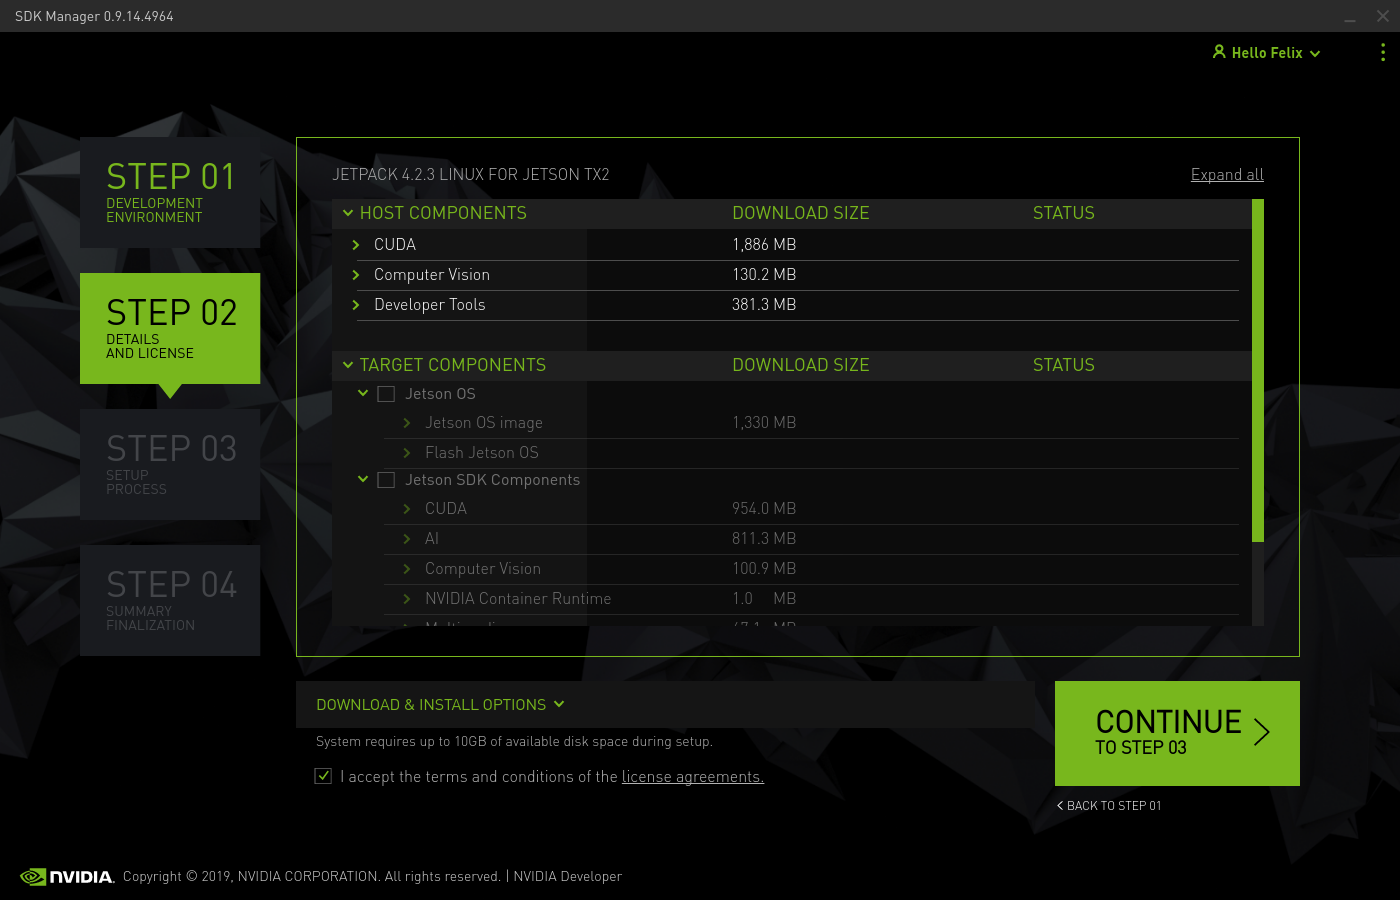 SDK Manager 0.9.14.4964
Hello Felix
STEP 01
DEVELOPMENT
ENVIRONMENT
STEP 02
DETAILS
AND LICENSE
STEP 03
SETUP
PROCESS
STEP 04
SUMMARY
FINALIZATION
JETPACK 4.2.3 LINUX FOR JETSON TX2 Expand all
HOST COMPONENTS DOWNLOAD SIZE STATUS
CUDA 1,886 MB
Computer Vision 130.2 MB
Developer Tools 381.3 MB
TARGET COMPONENTS DOWNLOAD SIZE STATUS
Jetson OS
Jetson OS image 1,330 MB
Flash Jetson OS
Jetson SDK Components
CUDA 954.0 MB
AI 811.3 MB
Computer Vision 100.9 MB
NVIDIA Container Runtime 1.0 MB
DOWNLOAD & INSTALL OPTIONS
System requires up to 10GB of available disk space during setup.
I accept the terms and conditions of the license agreements.
CONTINUE
TO STEP 03
BACK TO STEP 01
NVIDIA. Copyright © 2019, NVIDIA CORPORATION. All rights reserved. | NVIDIA Developer